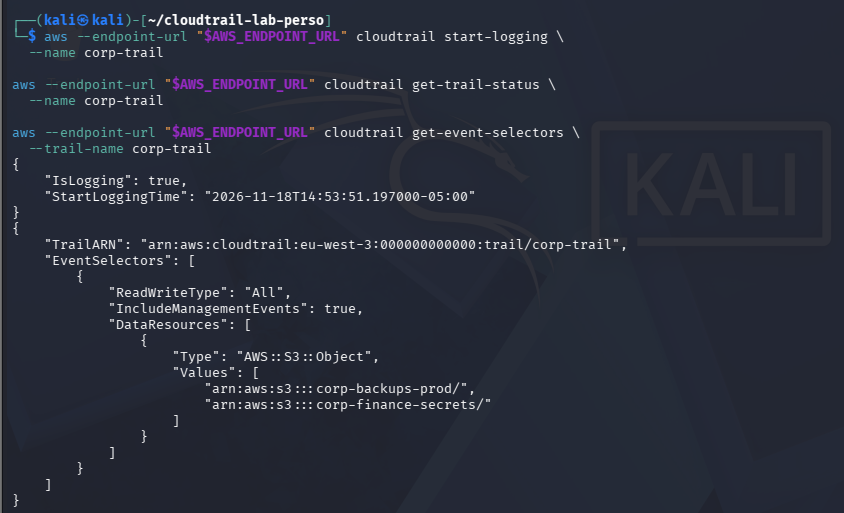 ┌──(kali㉿kali)-[~/cloudtrail-lab-perso]
└─$ aws --endpoint-url "$AWS_ENDPOINT_URL" cloudtrail start-logging \
  --name corp-trail

aws --endpoint-url "$AWS_ENDPOINT_URL" cloudtrail get-trail-status \
  --name corp-trail

aws --endpoint-url "$AWS_ENDPOINT_URL" cloudtrail get-event-selectors \
  --trail-name corp-trail
{
    "IsLogging": true,
    "StartLoggingTime": "2026-11-18T14:53:51.197000-05:00"
}
{
    "TrailARN": "arn:aws:cloudtrail:eu-west-3:000000000000:trail/corp-trail",
    "EventSelectors": [
        {
            "ReadWriteType": "All",
            "IncludeManagementEvents": true,
            "DataResources": [
                {
                    "Type": "AWS::S3::Object",
                    "Values": [
                        "arn:aws:s3:::corp-backups-prod/",
                        "arn:aws:s3:::corp-finance-secrets/"
                    ]
                }
            ]
        }
    ]
}
KALI